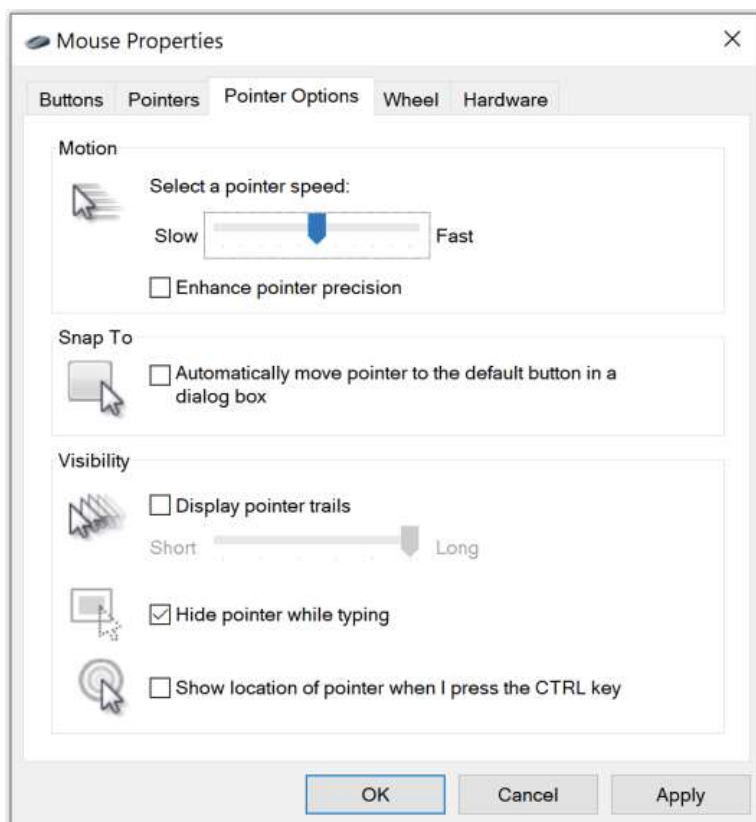 Mouse Properties
Buttons Pointers Pointer Options Wheel Hardware
Motion
Select a pointer speed:
Slow Fast
Enhance pointer precision
Snap To
Automatically move pointer to the default button in a
dialog box
Visibility
Display pointer trails
Short Long
Hide pointer while typing
Show location of pointer when I press the CTRL key
OK Cancel Apply